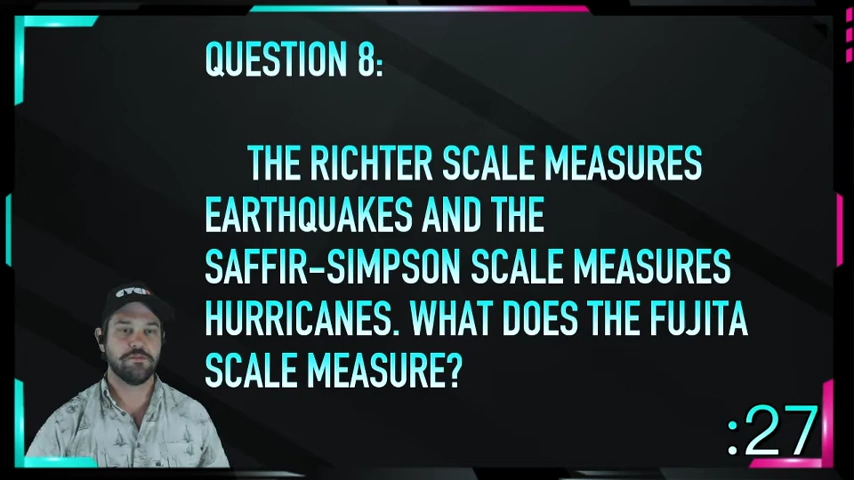 QUESTION 8:
THE RICHTER SCALE MEASURES
EARTHQUAKES AND THE
SAFFIR-SIMPSON SCALE MEASURES
HURRICANES. WHAT DOES THE FUJITA
SCALE MEASURE?
:27